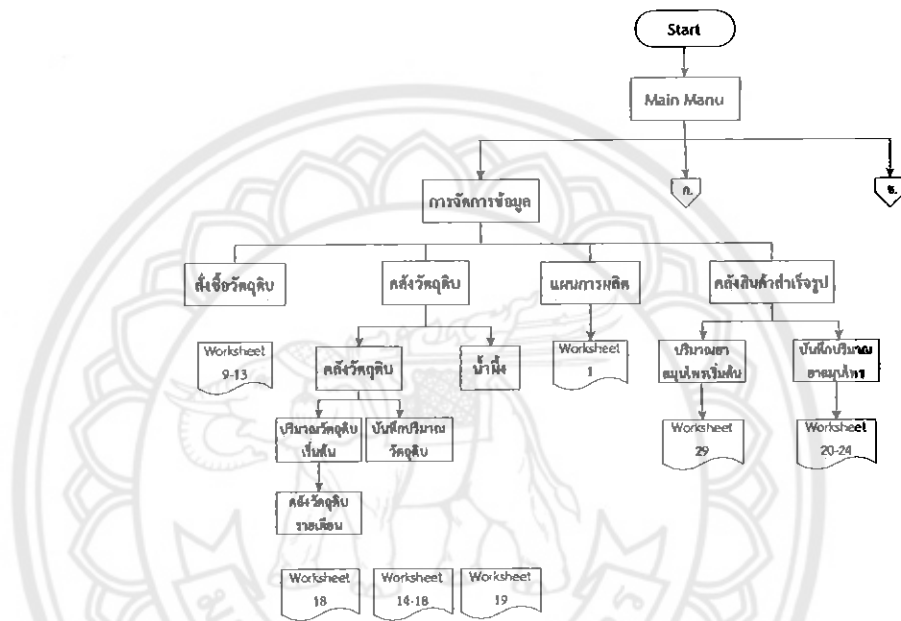 Start
Main Manu
การจัดการข้อมูล
ก.
ข.
สั่งซื้อวัตถุดิบ
คลังวัตถุดิบ
แผนการผลิต
คลังสินค้าสำเร็จรูป
Worksheet
9-13
คลังวัตถุดิบ
น้ำผึ้ง
Worksheet
1
ปริมาณยา
สมุนไพรเริ่มต้น
บันทึกปริมาณ
ยาสมุนไพร
ปริมาณวัตถุดิบ
เริ่มต้น
บันทึกปริมาณ
วัตถุดิบ
Worksheet
29
Worksheet
20-24
คลังวัตถุดิบ
รายเดือน
Worksheet
18
Worksheet
14-18
Worksheet
19